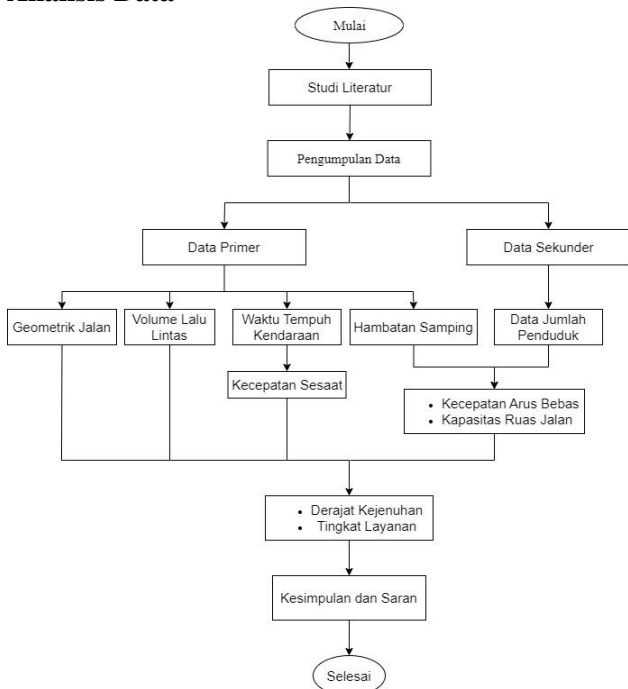 Analisis Data
Mulai
Studi Literatur
Pengumpulan Data
Data Primer
Data Sekunder
Geometrik Jalan
Volume Lalu
Lintas
Waktu Tempuh
Kendaraan
Hambatan Samping
Data Jumlah
Penduduk
Kecepatan Sesaat
• Kecepatan Arus Bebas
• Kapasitas Ruas Jalan
• Derajat Kejenuhan
• Tingkat Layanan
Kesimpulan dan Saran
Selesai